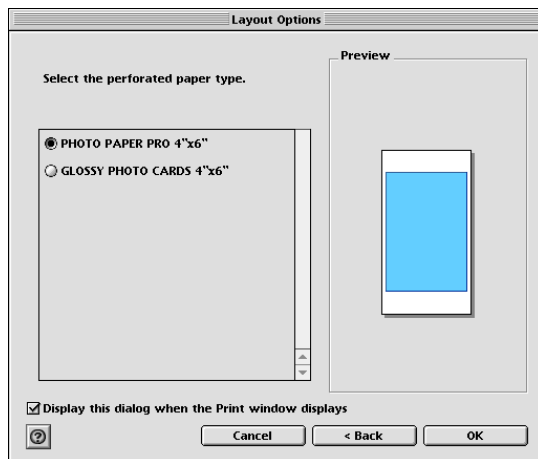 Layout Options
Select the perforated paper type.
Preview
PHOTO PAPER PRO 4"x6"
GLOSSY PHOTO CARDS 4"x6"
Display this dialog when the Print window displays
?
Cancel
< Back
OK